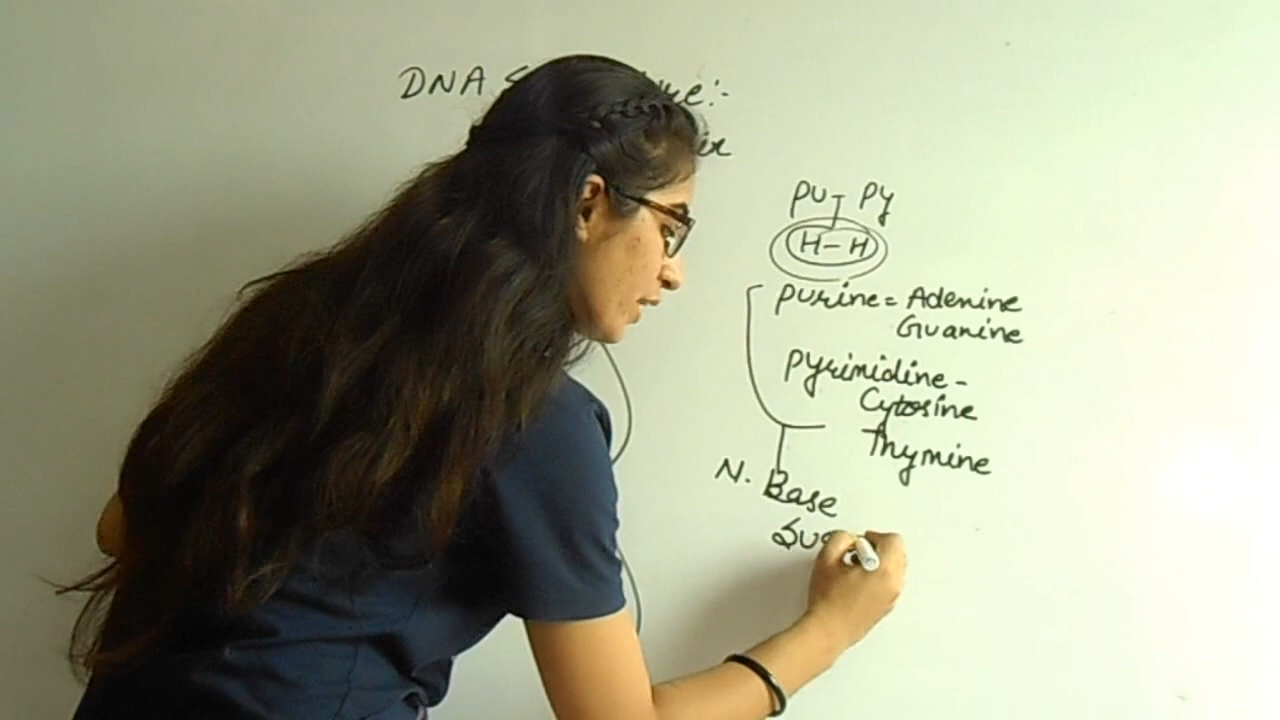 DNA
PU - PY
H - H
Purine = Adenine
Guanine
Pyrimidine -
Cytosine
Thymine
N. Base